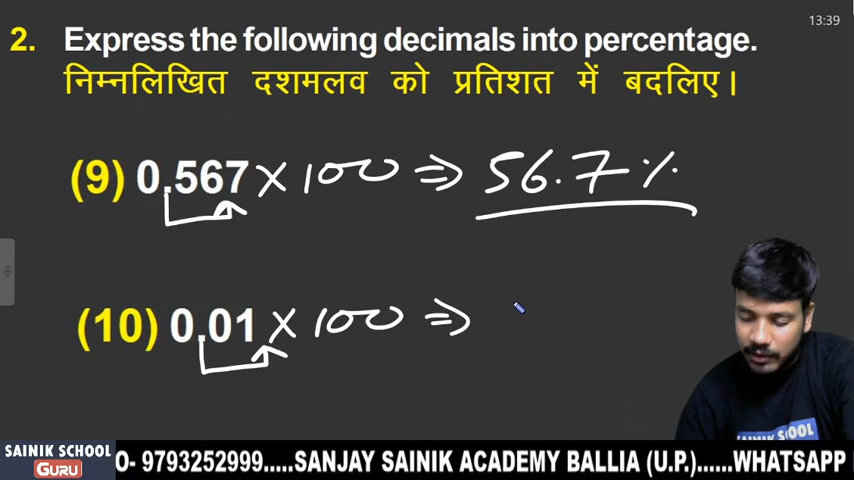 13:39
2. Express the following decimals into percentage.
निम्नलिखित दशमलव को प्रतिशत में बदलिए।
(9) 0.567 × 100 ⇒ 56.7%
(10) 0.01 × 100 ⇒
SCHOOL
SAINIK SCHOOL
GURU
O- 9793252999.....SANJAY SAINIK ACADEMY BALLIA (U.P.)......WHATSAPP